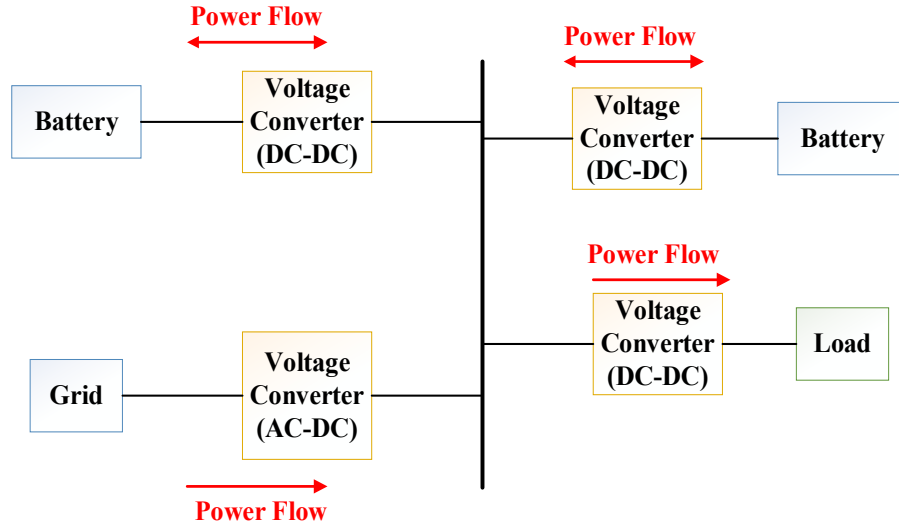 Power Flow
Battery
Voltage
Converter
(DC-DC)
Power Flow
Voltage
Converter
(DC-DC)
Battery
Grid
Voltage
Converter
(AC-DC)
Power Flow
Power Flow
Voltage
Converter
(DC-DC)
Load